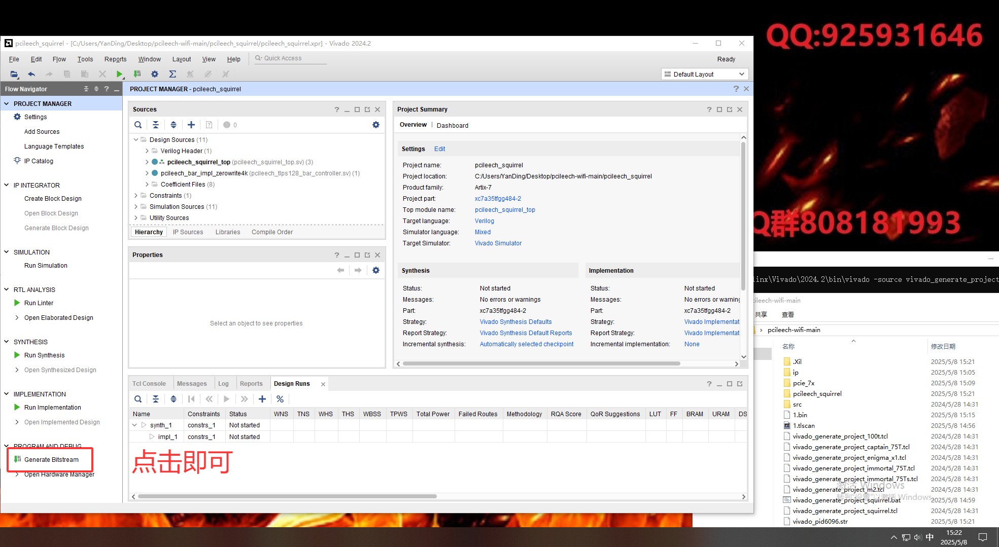 QQ:925931646
Q群808181993
pcileech_squirrel - [C:/Users/YanDing/Desktop/pcileech-wifi-main/pcileech_squirrel/pcileech_squirrel.xpr] - Vivado 2024.2
File Edit Flow Tools Reports Window Layout View Help Quick Access Ready
Default Layout
Flow Navigator
PROJECT MANAGER
Settings
Add Sources
Language Templates
IP Catalog
IP INTEGRATOR
Create Block Design
Open Block Design
Generate Block Design
SIMULATION
Run Simulation
RTL ANALYSIS
Run Linter
Open Elaborated Design
SYNTHESIS
Run Synthesis
Open Synthesized Design
IMPLEMENTATION
Run Implementation
Open Implemented Design
PROGRAM AND DEBUG
Generate Bitstream
Open Hardware Manager
PROJECT MANAGER - pcileech_squirrel
Sources
0
Design Sources (11)
Verilog Header (1)
pcileech_squirrel_top (pcileech_squirrel_top.sv) (3)
pcileech_bar_impl_zerowrite4k (pcileech_tlps128_bar_controller.sv) (1)
Coefficient Files (8)
Constraints (1)
Simulation Sources (11)
Utility Sources
Hierarchy IP Sources Libraries Compile Order
Properties
Select an object to see properties
Project Summary
Overview Dashboard
Settings Edit
Project name: pcileech_squirrel
Project location: C:/Users/YanDing/Desktop/pcileech-wifi-main/pcileech_squirrel
Product family: Artix-7
Project part: xc7a35tfgg484-2
Top module name: pcileech_squirrel_top
Target language: Verilog
Simulator language: Mixed
Target Simulator: Vivado Simulator
Synthesis
Status: Not started
Messages: No errors or warnings
Part: xc7a35tfgg484-2
Strategy: Vivado Synthesis Defaults
Report Strategy: Vivado Synthesis Default Reports
Incremental synthesis: Automatically selected checkpoint
Implementation
Status: Not started
Messages: No errors or warning
Part: xc7a35tfgg484-2
Strategy: Vivado Implementat
Report Strategy: Vivado Implementat
Incremental implementation: None
Tcl Console Messages Log Reports Design Runs
Name Constraints Status WNS TNS WHS THS WBSS TPWS Total Power Failed Routes Methodology RQA Score QoR Suggestions LUT FF BRAM URAM DS
synth_1 constrs_1 Not started
impl_1 constrs_1 Not started
点击即可
linx\Vivado\2024.2\bin\vivado -source vivado_generate_project
cileech-wifi-main
共享 查看
pcileech-wifi-main
名称 修改日期
.Xil 2025/5/8 15:21
ip 2025/5/8 15:05
pcie_7x 2025/5/8 15:09
pcileech_squirrel 2025/5/8 15:21
src 2024/5/28 14:31
1.bin 2025/5/8 15:15
1.tlscan 2025/5/8 14:56
vivado_generate_project_100t.tcl 2024/5/28 14:31
vivado_generate_project_captain_75T.tcl 2024/5/28 14:31
vivado_generate_project_enigma_x1.tcl 2024/5/28 14:31
vivado_generate_project_immortal_75T.tcl 2024/5/28 14:31
vivado_generate_project_immortal_75Ts.tcl 2024/5/28 14:31
vivado_generate_project_m2.tcl 2024/5/28 14:31
vivado_generate_project_squirrel.bat 2025/5/8 14:59
vivado_generate_project_squirrel.tcl 2024/5/28 14:31
vivado_pid6096.str 2025/5/8 15:21
激活 Windows
转到“设置”以激活 Windows
中
15:22
2025/5/8